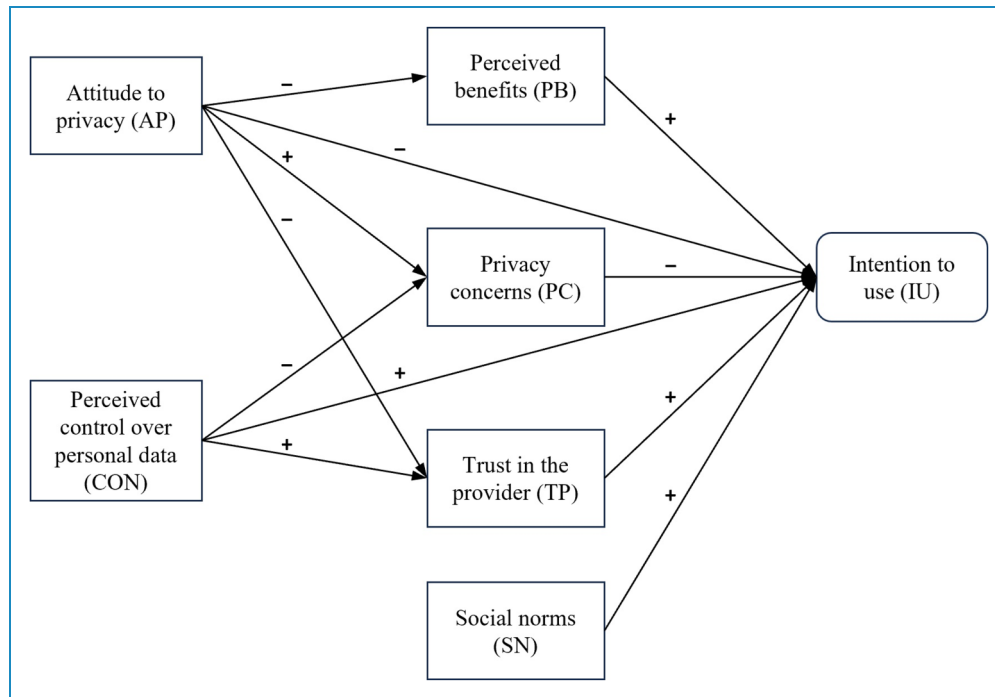 Attitude to
privacy (AP)
Perceived
benefits (PB)
Privacy
concerns (PC)
Intention to
use (IU)
Perceived
control over
personal data
(CON)
Trust in the
provider (TP)
Social norms
(SN)
–
+
–
–
+
–
–
+
+
+
+